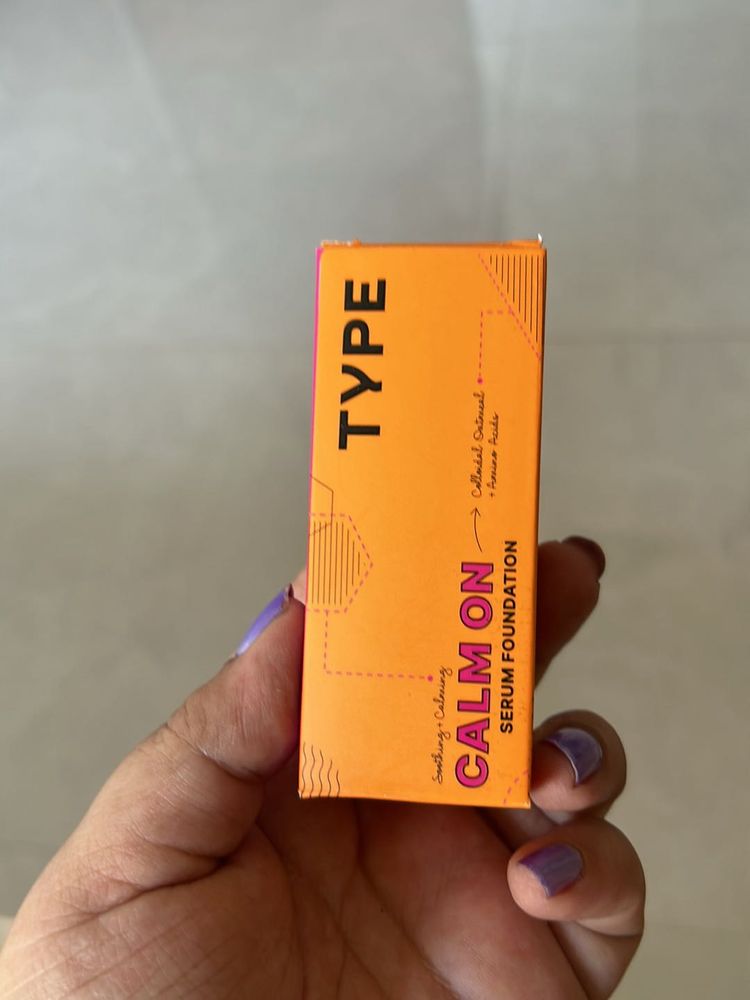 TYPE
Soothing + Calming
CALM ON
SERUM FOUNDATION
Colloidal Oatmeal
+ Amino Acids